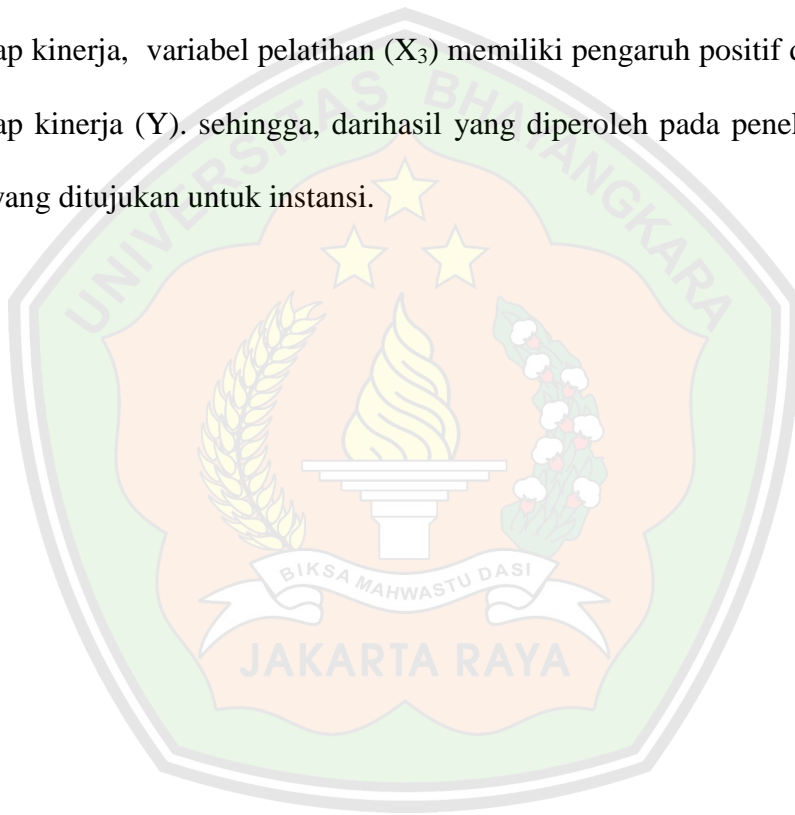 ap kinerja, variabel pelatihan (X₃) memiliki pengaruh positif
ap kinerja (Y). sehingga, darihasil yang diperoleh pada
yang ditujukan untuk instansi.
UNIVERSITAS BHAYANGKARA
BIKSA MAHWASTU DASI
JAKARTA RAYA